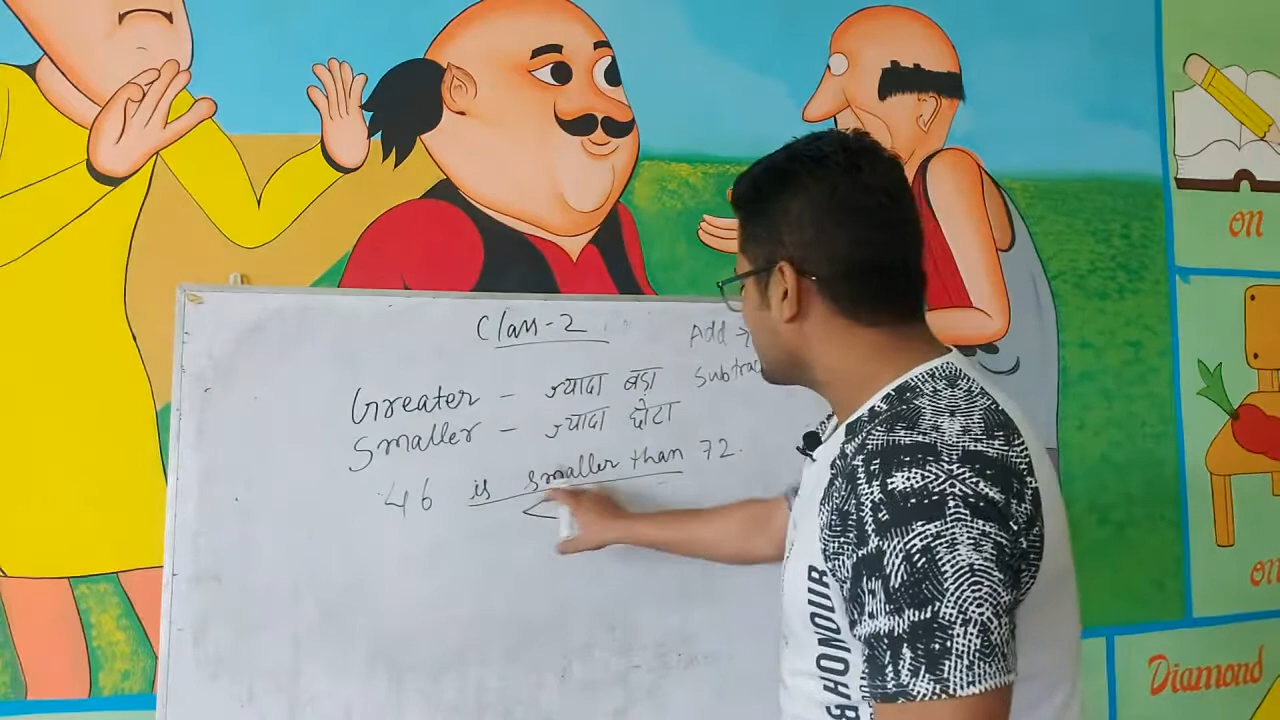 Class-2
Add →
Subtrac
Greater - ज्यादा बड़ा
Smaller - ज्यादा छोटा
46 is smaller than 72.
<
HONOUR
on
on
Diamond